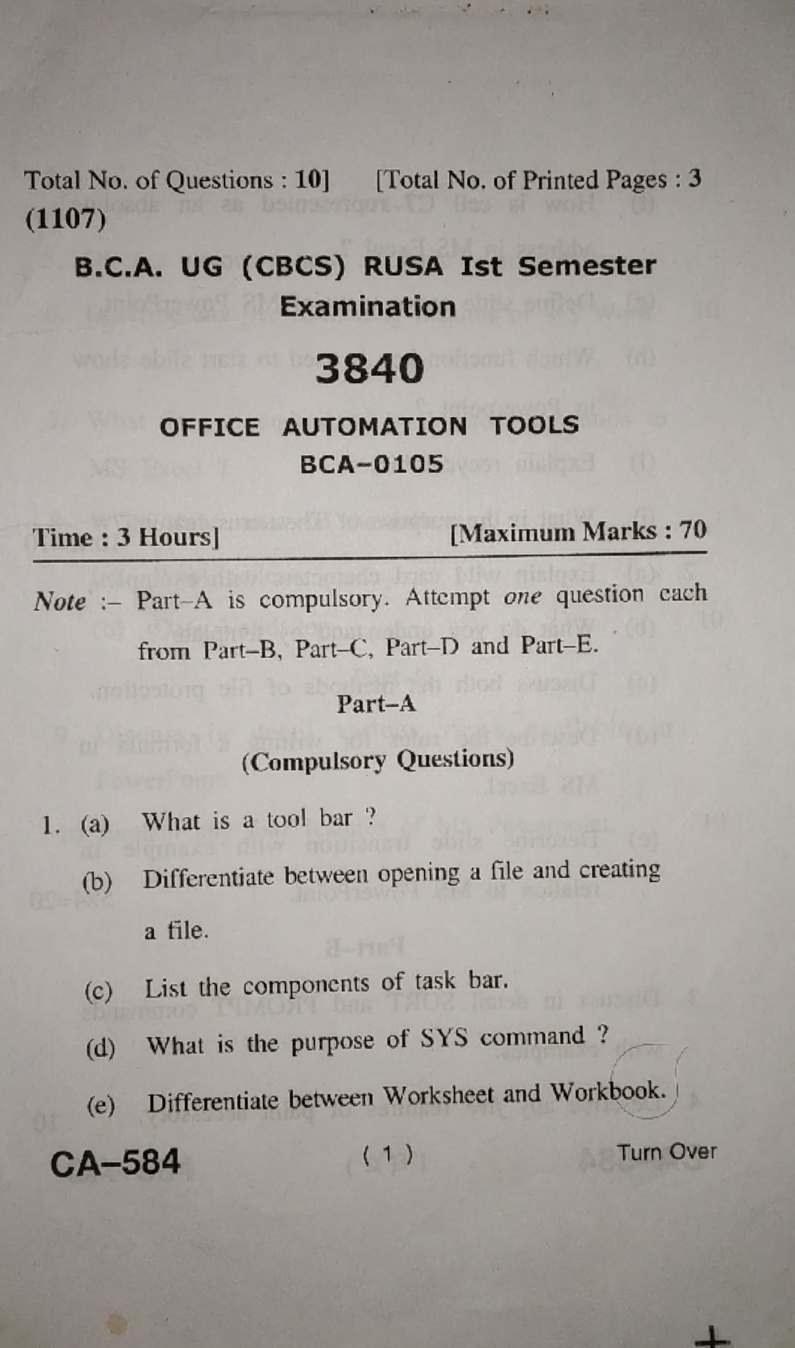 Total No. of Questions : 10] [Total No. of Printed Pages : 3
(1107)
B.C.A. UG (CBCS) RUSA Ist Semester
Examination
3840
OFFICE AUTOMATION TOOLS
BCA-0105
Time : 3 Hours] [Maximum Marks : 70
Note :– Part–A is compulsory. Attempt one question each
from Part–B, Part–C, Part–D and Part–E.
Part–A
(Compulsory Questions)
1. (a) What is a tool bar ?
(b) Differentiate between opening a file and creating
a file.
(c) List the components of task bar.
(d) What is the purpose of SYS command ?
(e) Differentiate between Worksheet and Workbook.
CA–584 ( 1 ) Turn Over